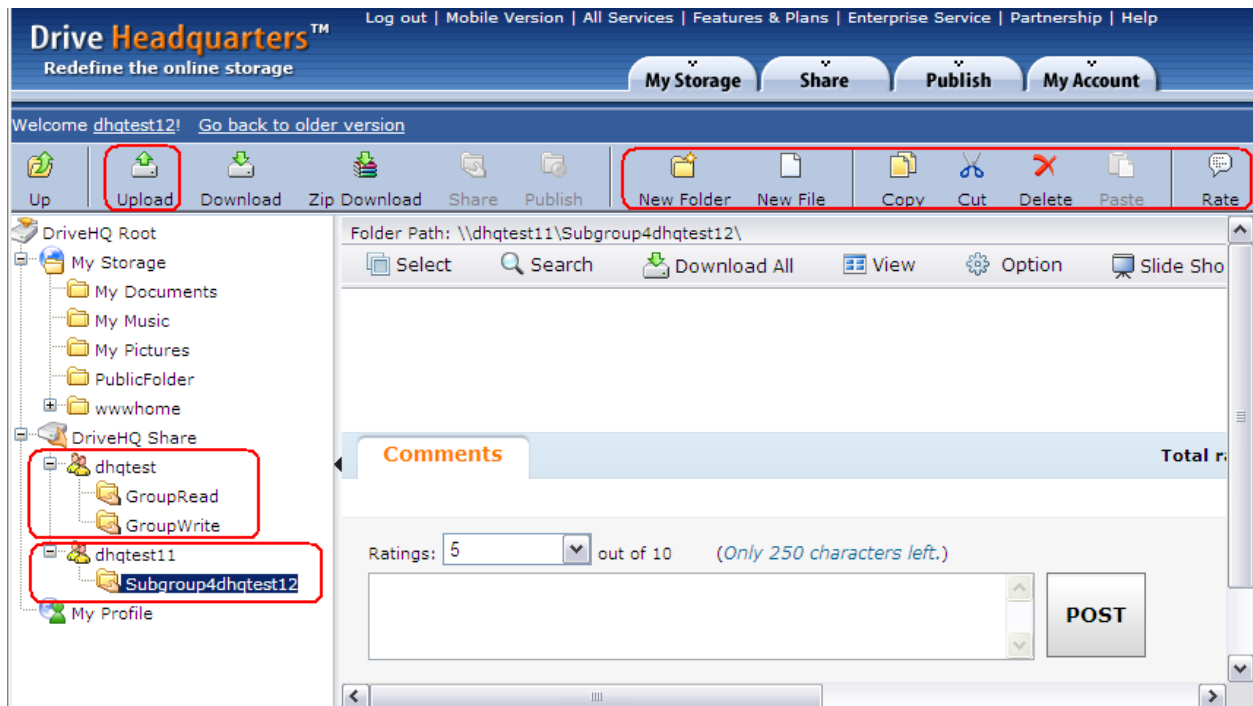 Log out | Mobile Version | All Services | Features & Plans | Enterprise Service | Partnership | Help
Drive Headquarters™
Redefine the online storage
My Storage Share Publish My Account
Welcome dhqtest12! Go back to older version
Up Upload Download Zip Download Share Publish New Folder New File Copy Cut Delete Paste Rate
DriveHQ Root
My Storage
My Documents
My Music
My Pictures
PublicFolder
wwwhome
DriveHQ Share
dhqtest
GroupRead
GroupWrite
dhqtest11
Subgroup4dhqtest12
My Profile
Folder Path: \\dhqtest11\Subgroup4dhqtest12\
Select Search Download All View Option Slide Sho
Comments Total ra
Ratings: 5 out of 10 (Only 250 characters left.)
POST